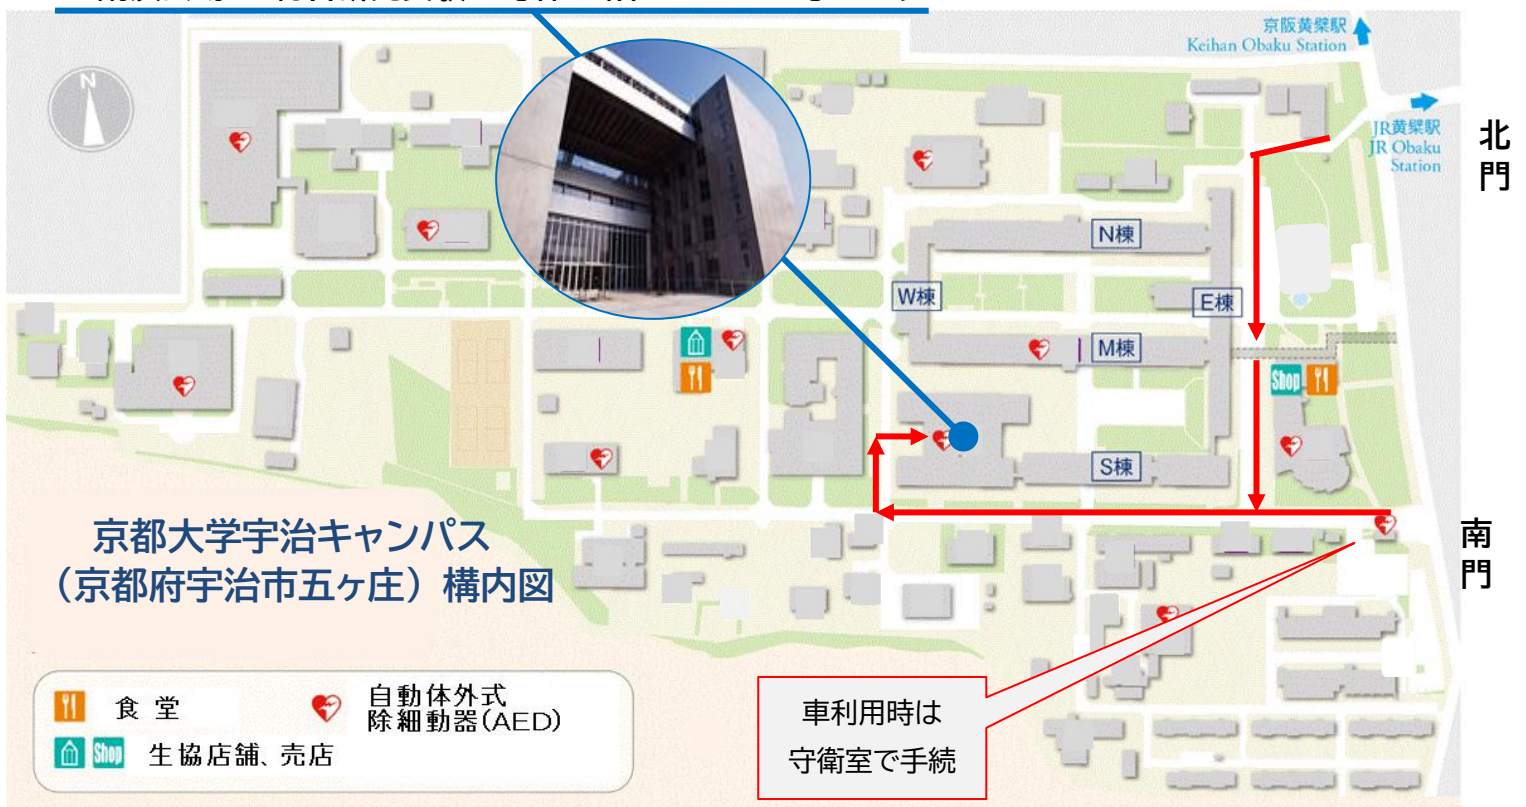 京阪黄檗駅
Keihan Obaku Station
N
JR黄檗駅
JR Obaku
Station
北
門
N棟
W棟
E棟
M棟
Shop
S棟
南
門
京都大学宇治キャンパス
(京都府宇治市五ヶ庄)構内図
車利用時は
守衛室で手続
食堂
自動体外式
除細動器(AED)
Shop
生協店舗、売店